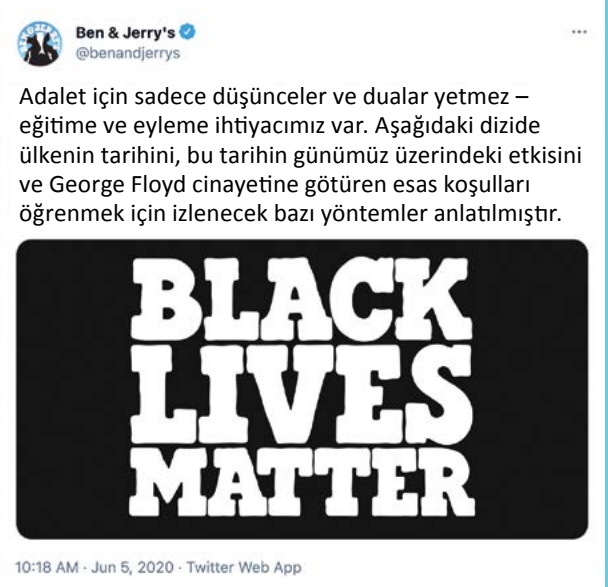 Ben & Jerry's
@benandjerrys
Adalet için sadece düşünceler ve dualar yetmez –
eğitime ve eyleme ihtiyacımız var. Aşağıdaki dizide
ülkenin tarihini, bu tarihin günümüz üzerindeki etkisini
ve George Floyd cinayetine götüren esas koşulları
öğrenmek için izlenecek bazı yöntemler anlatılmıştır.
BLACK
LIVES
MATTER
10:18 AM · Jun 5, 2020 · Twitter Web App